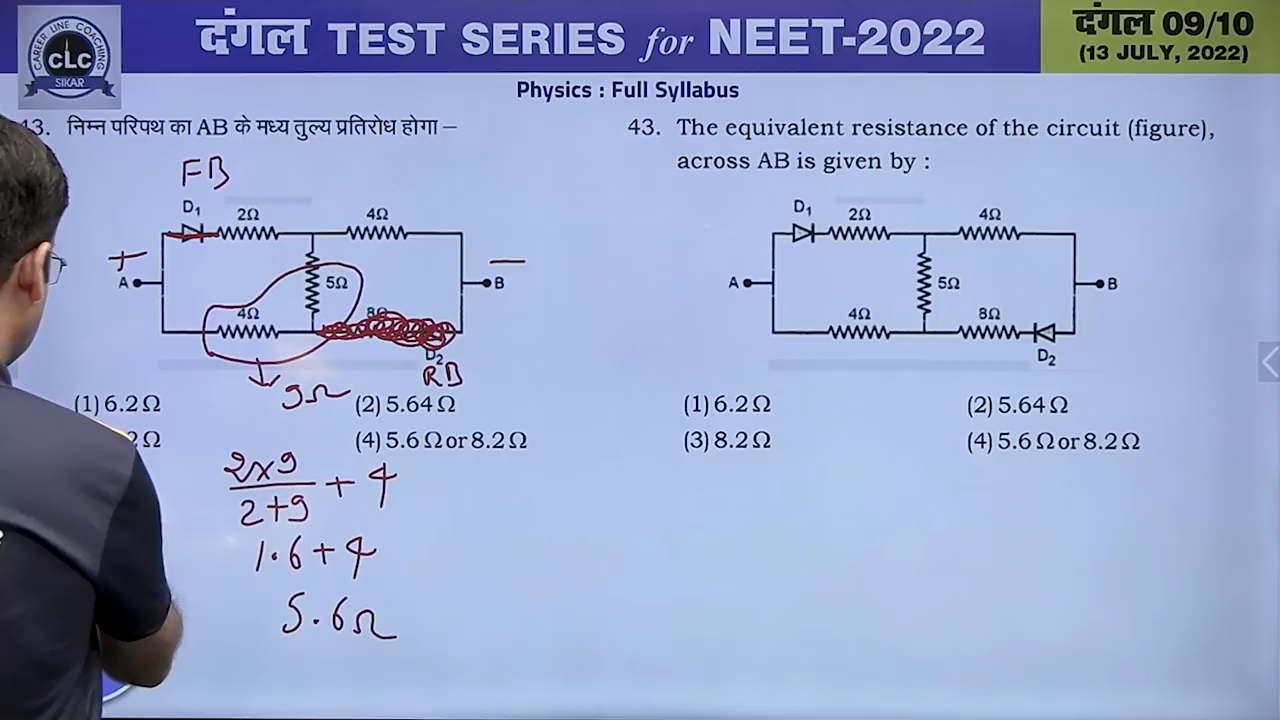 CAREER LINE COACHING
CLC
SIKAR
दंगल TEST SERIES for NEET-2022
दंगल 09/10
(13 JULY, 2022)
Physics : Full Syllabus
13. निम्न परिपथ का AB के मध्य तुल्य प्रतिरोध होगा –
FB
D1
2Ω
4Ω
+
–
A
5Ω
B
4Ω
8Ω
D2
RB
9Ω
(1) 6.2 Ω
(2) 5.64 Ω
2 Ω
(4) 5.6 Ω or 8.2 Ω
2×9
2+9
+ 4
1.6 + 4
5.6Ω
43. The equivalent resistance of the circuit (figure),
across AB is given by :
D1
2Ω
4Ω
A
5Ω
B
4Ω
8Ω
D2
(1) 6.2 Ω
(2) 5.64 Ω
(3) 8.2 Ω
(4) 5.6 Ω or 8.2 Ω